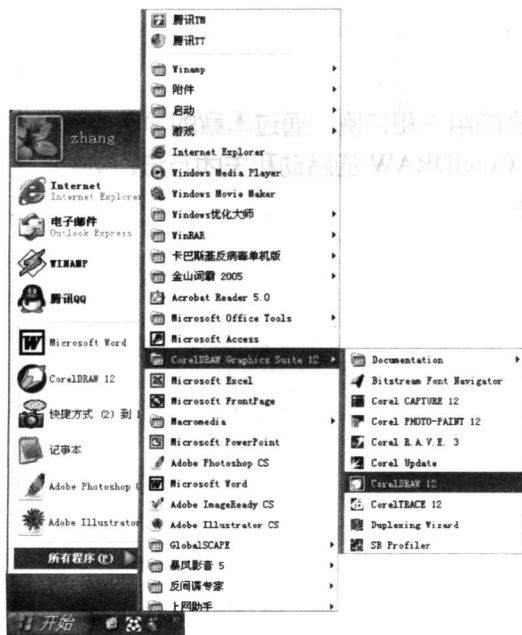 zhang
Internet
Internet Explorer
电子邮件
Outlook Express
WINAMP
腾讯QQ
Microsoft Word
CorelDRAW 12
快捷方式 (2) 到
记事本
Adobe Photoshop
Adobe Illustrator
所有程序(P)
开始
腾讯TM
腾讯TT
Winamp
附件
启动
游戏
Internet Explorer
Windows Media Player
Windows Movie Maker
Windows优化大师
WinRAR
卡巴斯基反病毒单机版
金山词霸 2005
Acrobat Reader 5.0
Microsoft Office Tools
Microsoft Access
CorelDRAW Graphics Suite 12
Microsoft Excel
Microsoft FrontPage
Macromedia
Microsoft PowerPoint
Adobe Photoshop CS
Microsoft Word
Adobe ImageReady CS
Adobe Illustrator CS
GlobalSCAPE
暴风影音 5
反间谍专家
上网助手
Documentation
Bitstream Font Navigator
Corel CAPTURE 12
Corel PHOTO-PAINT 12
Corel R.A.V.E. 3
Corel Update
CorelDRAW 12
CorelTRACE 12
Duplexing Wizard
SB Profiler